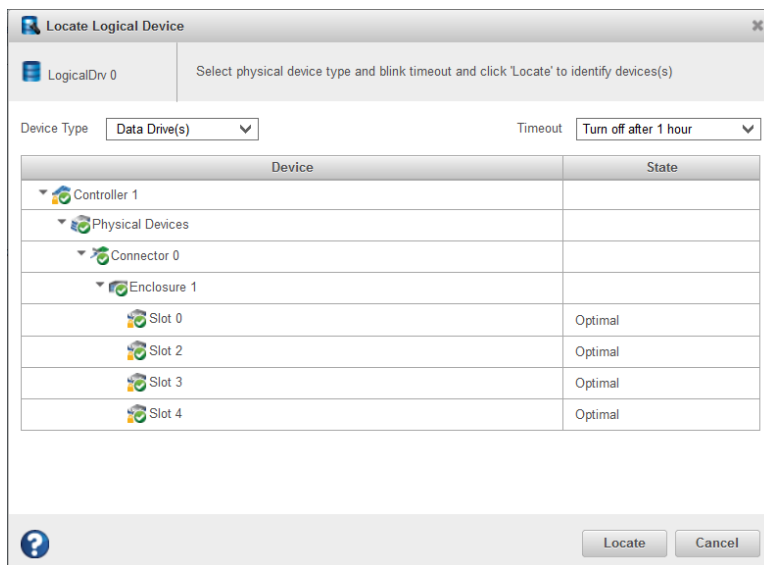 Locate Logical Device
LogicalDrv 0
Select physical device type and blink timeout and click 'Locate' to identify devices(s)
Device Type Data Drive(s) Timeout Turn off after 1 hour
Device State
Controller 1
Physical Devices
Connector 0
Enclosure 1
Slot 0 Optimal
Slot 2 Optimal
Slot 3 Optimal
Slot 4 Optimal
? Locate Cancel